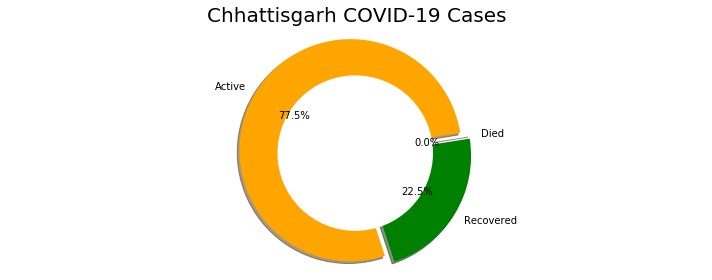 Chhattisgarh COVID-19 Cases
Active
77.5%
Died
0.0%
22.5%
Recovered